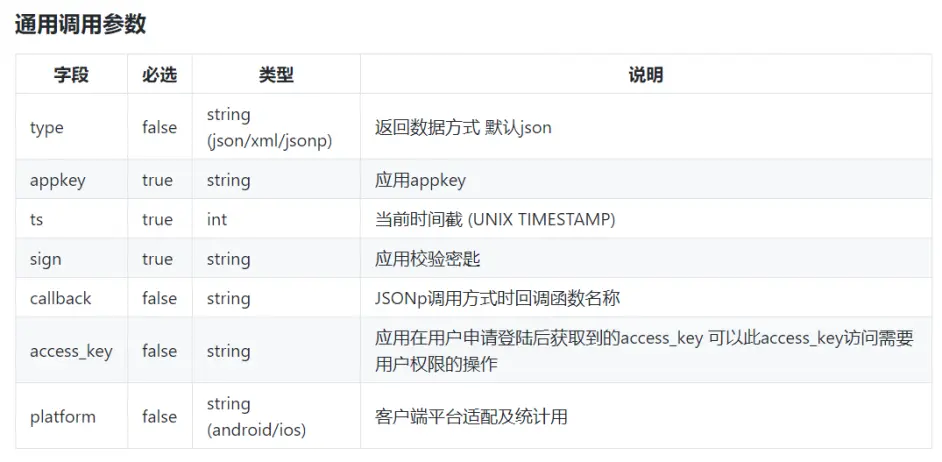 通用调用参数
字段 必选 类型 说明
type false string (json/xml/jsonp) 返回数据方式 默认json
appkey true string 应用appkey
ts true int 当前时间截 (UNIX TIMESTAMP)
sign true string 应用校验密匙
callback false string JSONp调用方式时回调函数名称
access_key false string 应用在用户申请登陆后获取到的access_key 可以此access_key访问需要
用户权限的操作
platform false string (android/ios) 客户端平台适配及统计用